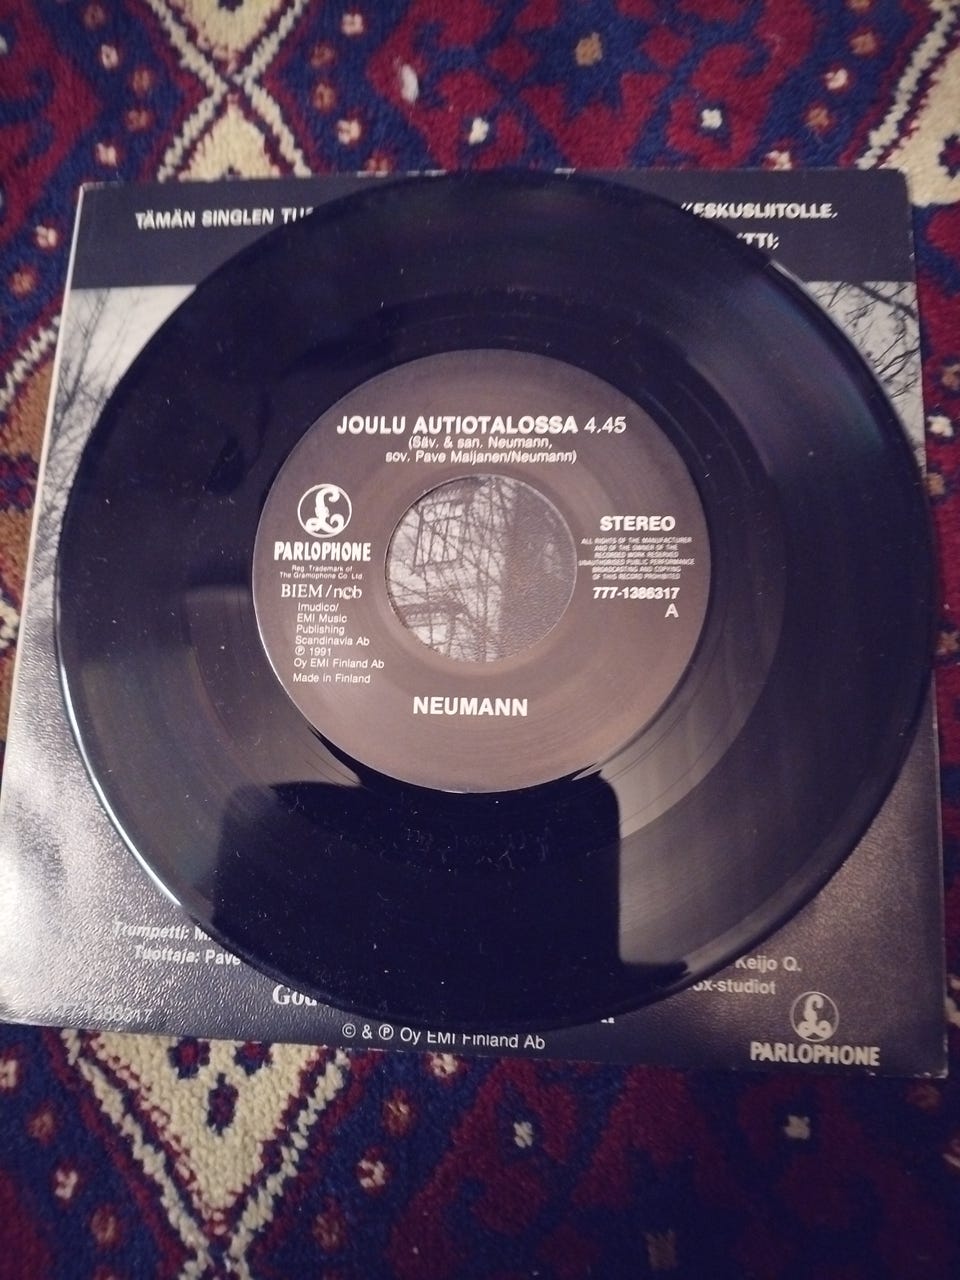 TÄMÄN SINGLEN
KESKUSLIITOLLE.
JOULU AUTIOTALOSSA 4.45
(Säv. & san. Neumann,
sov. Pave Maijanen/Neumann)
PARLOPHONE
Reg. Trademark of
The Gramophone Co. Ltd.
BIEM/ncb
Imudico/
EMI Music
Publishing
Scandinavia Ab
℗ 1991
Oy EMI Finland Ab
Made in Finland
STEREO
ALL RIGHTS OF THE MANUFACTURER
AND OF THE OWNER OF THE
RECORDED WORK RESERVED
UNAUTHORISED PUBLIC PERFORMANCE
BROADCASTING AND COPYING
OF THIS RECORD PROHIBITED
777-1386317
A
NEUMANN
Trumpetti: M
Tuottaja: Pave
Keijo Q.
ox-studiot
777-1386317
© & ℗ Oy EMI Finland Ab
PARLOPHONE